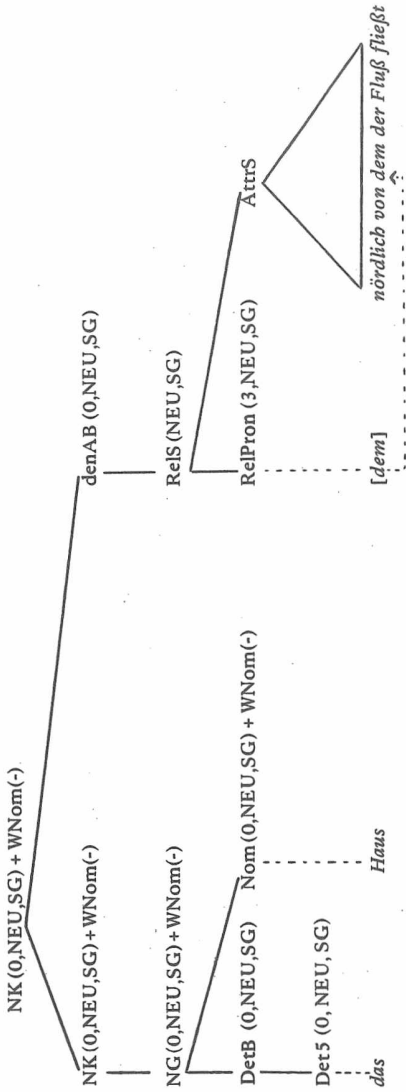 NK (0,NEU,SG) + WNom(-)
NK (0,NEU,SG) + WNom(-)
denAB (0,NEU,SG)
NG (0,NEU,SG) + WNom(-)
RelS (NEU,SG)
DetB (0,NEU,SG)
Nom (0,NEU,SG) + WNom(-)
RelPron (3,NEU,SG)
AttrS
Det5 (0, NEU, SG)
das
Haus
[dem]
nördlich von dem der Fluß fließt